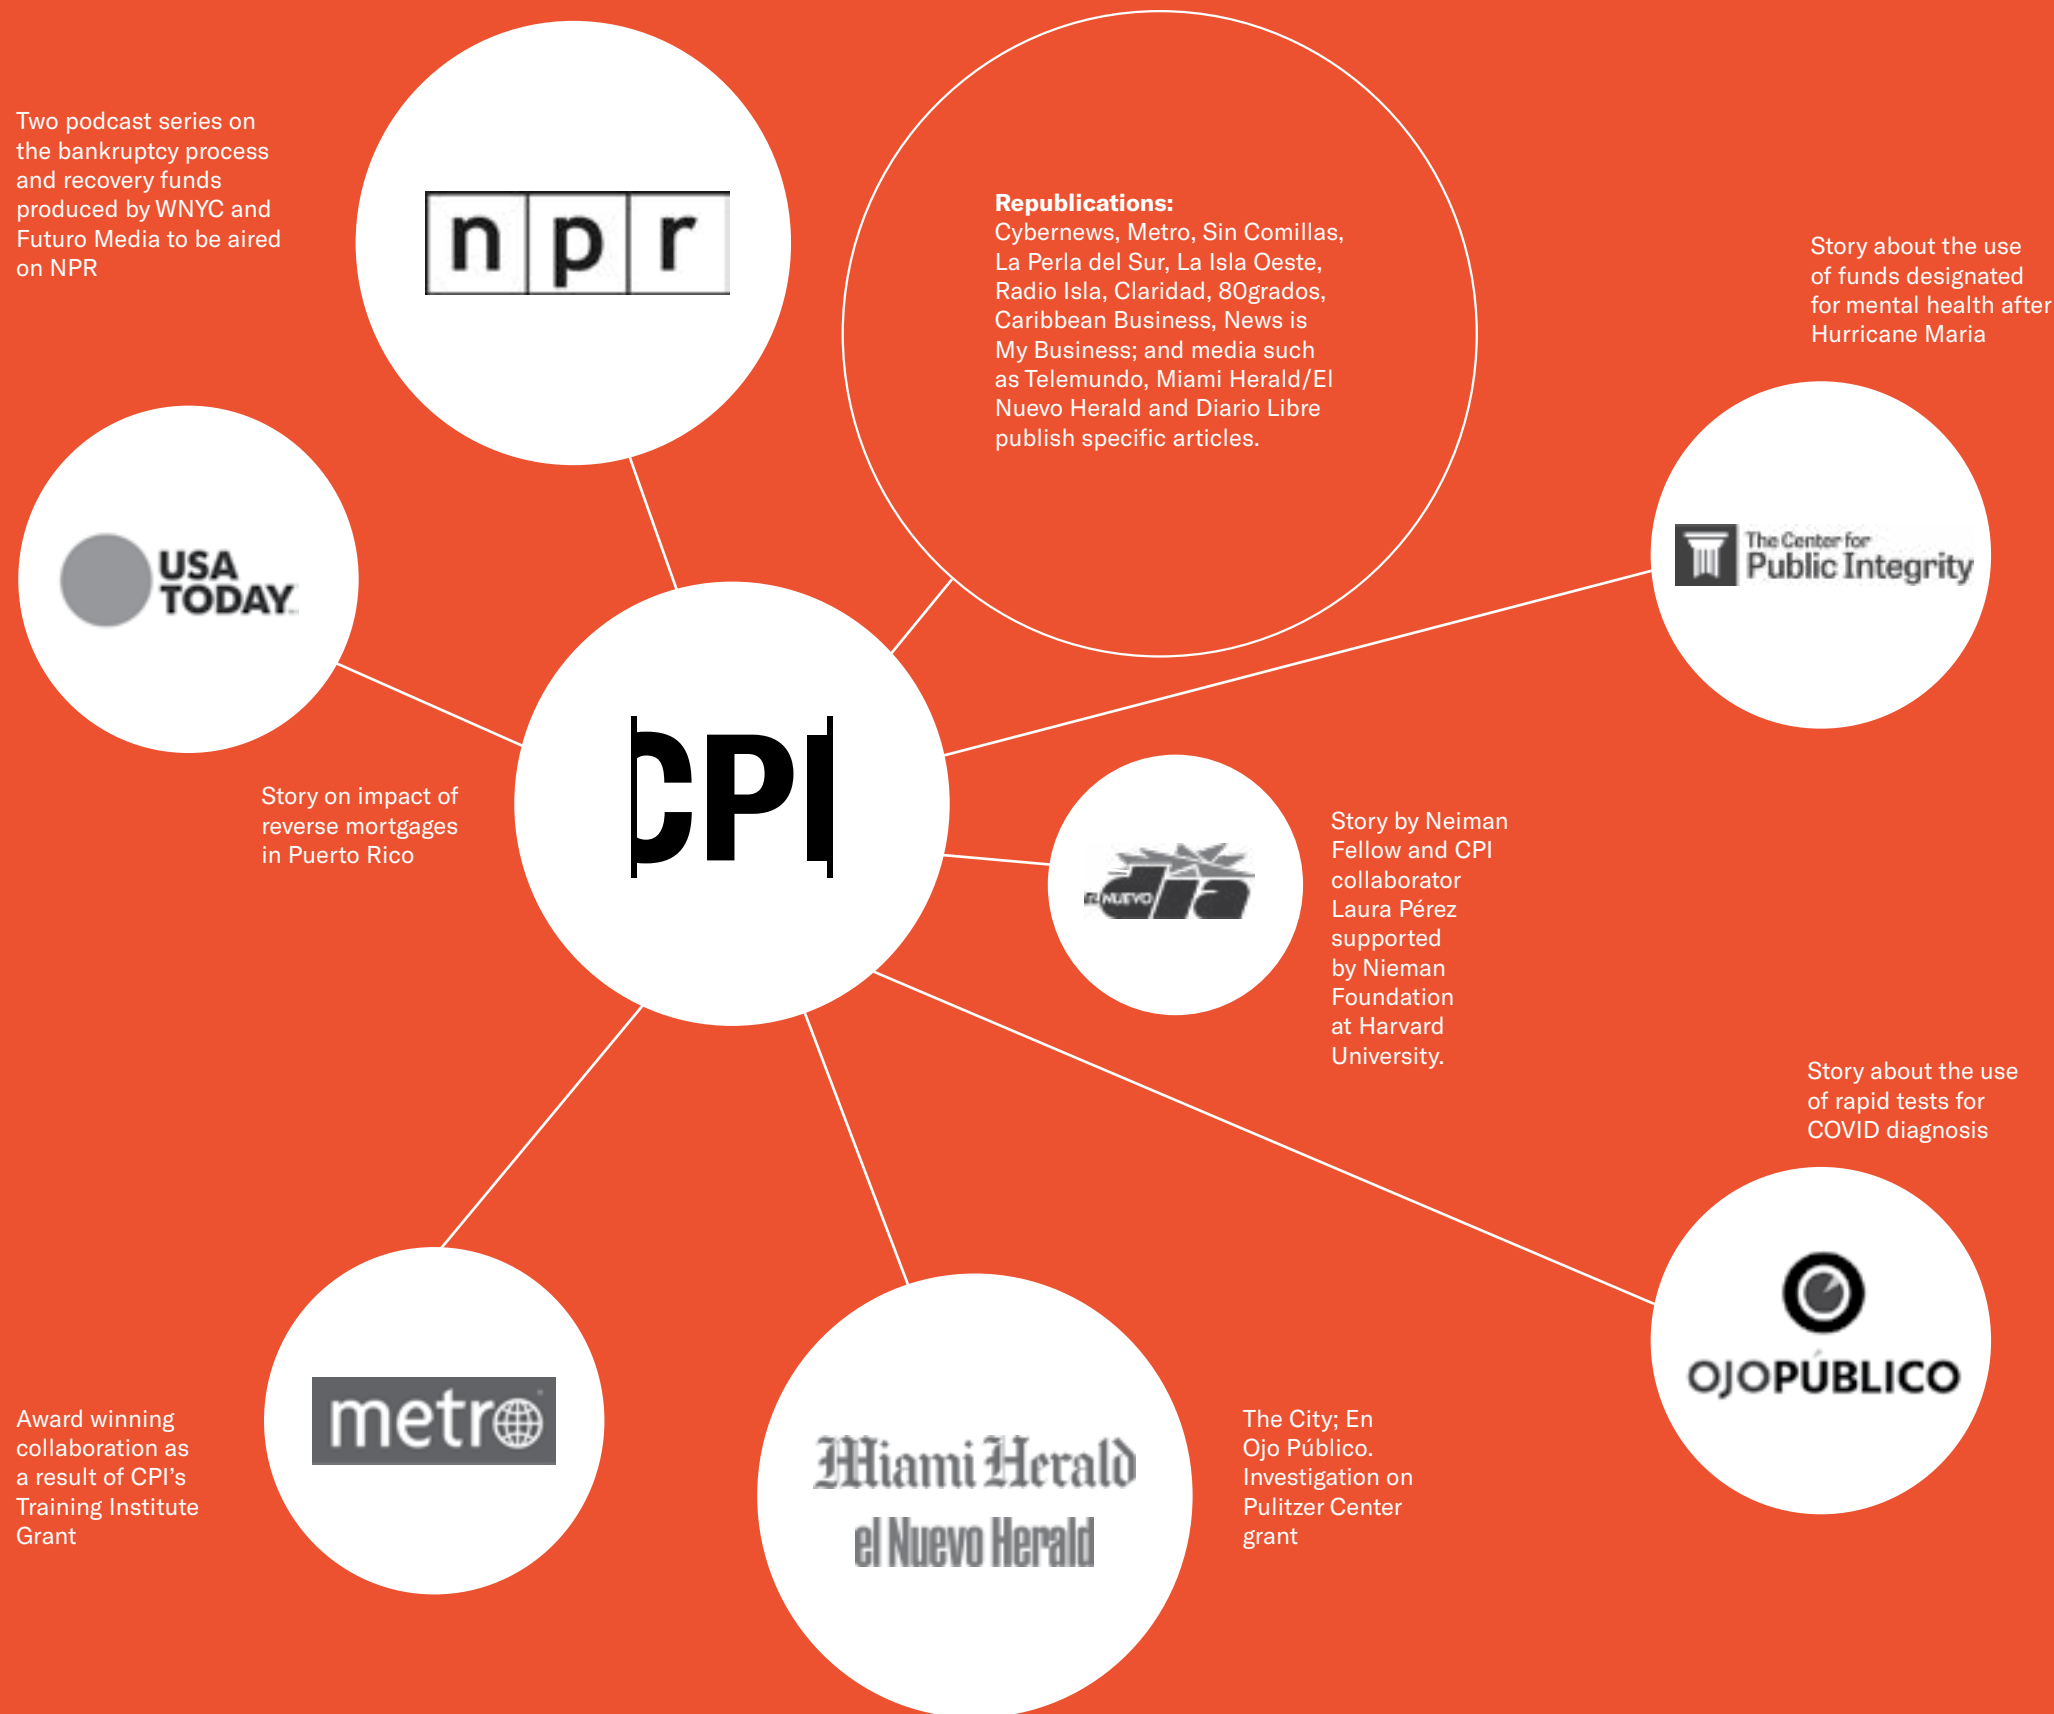 Two podcast series on
the bankruptcy process
and recovery funds
produced by WNYC and
Futuro Media to be aired
on NPR
npr
Republications:
Cybernews, Metro, Sin Comillas,
La Perla del Sur, La Isla Oeste,
Radio Isla, Claridad, 80grados,
Caribbean Business, News is
My Business; and media such
as Telemundo, Miami Herald/El
Nuevo Herald and Diario Libre
publish specific articles.
Story about the use
of funds designated
for mental health after
Hurricane Maria
The Center for
Public Integrity
USA
TODAY
Story on impact of
reverse mortgages
in Puerto Rico
CPI
EL NUEVO
dia
Story by Neiman
Fellow and CPI
collaborator
Laura Pérez
supported
by Nieman
Foundation
at Harvard
University.
Story about the use
of rapid tests for
COVID diagnosis
OJOPÚBLICO
Award winning
collaboration as
a result of CPI's
Training Institute
Grant
metro
Miami Herald
el Nuevo Herald
The City; En
Ojo Público.
Investigation on
Pulitzer Center
grant